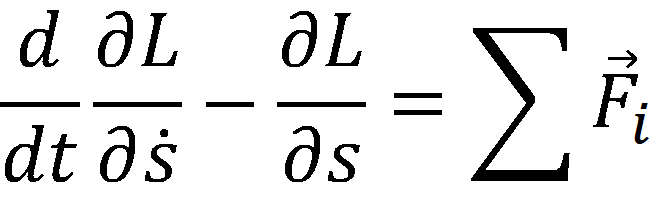 d/dt ∂L/∂ṡ − ∂L/∂s = ∑ F⃗ᵢ